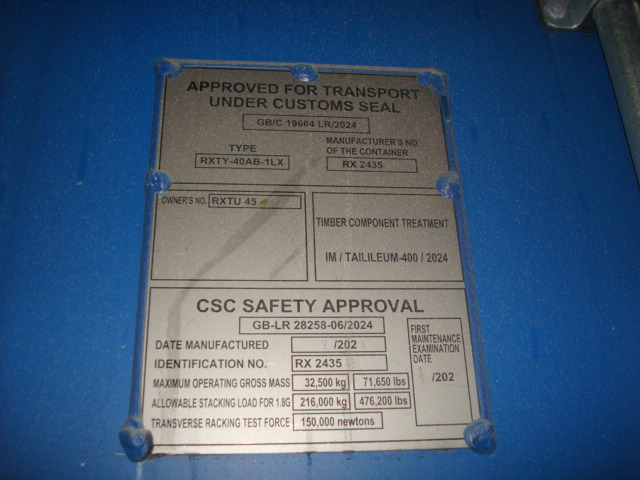 APPROVED FOR TRANSPORT
UNDER CUSTOMS SEAL
GB/C 19664 LR/2024
TYPE
RXTY-40AB-1LX
MANUFACTURER'S NO
OF THE CONTAINER
RX 2435
OWNER'S NO. RXTU 45
TIMBER COMPONENT TREATMENT
IM / TAILILEUM-400 / 2024
CSC SAFETY APPROVAL
GB-LR 28258-06/2024
DATE MANUFACTURED /202
IDENTIFICATION NO. RX 2435
MAXIMUM OPERATING GROSS MASS 32,500 kg 71,650 lbs
ALLOWABLE STACKING LOAD FOR 1.8G 216,000 kg 476,200 lbs
TRANSVERSE RACKING TEST FORCE 150,000 newtons
FIRST
MAINTENANCE
EXAMINATION
DATE
/202